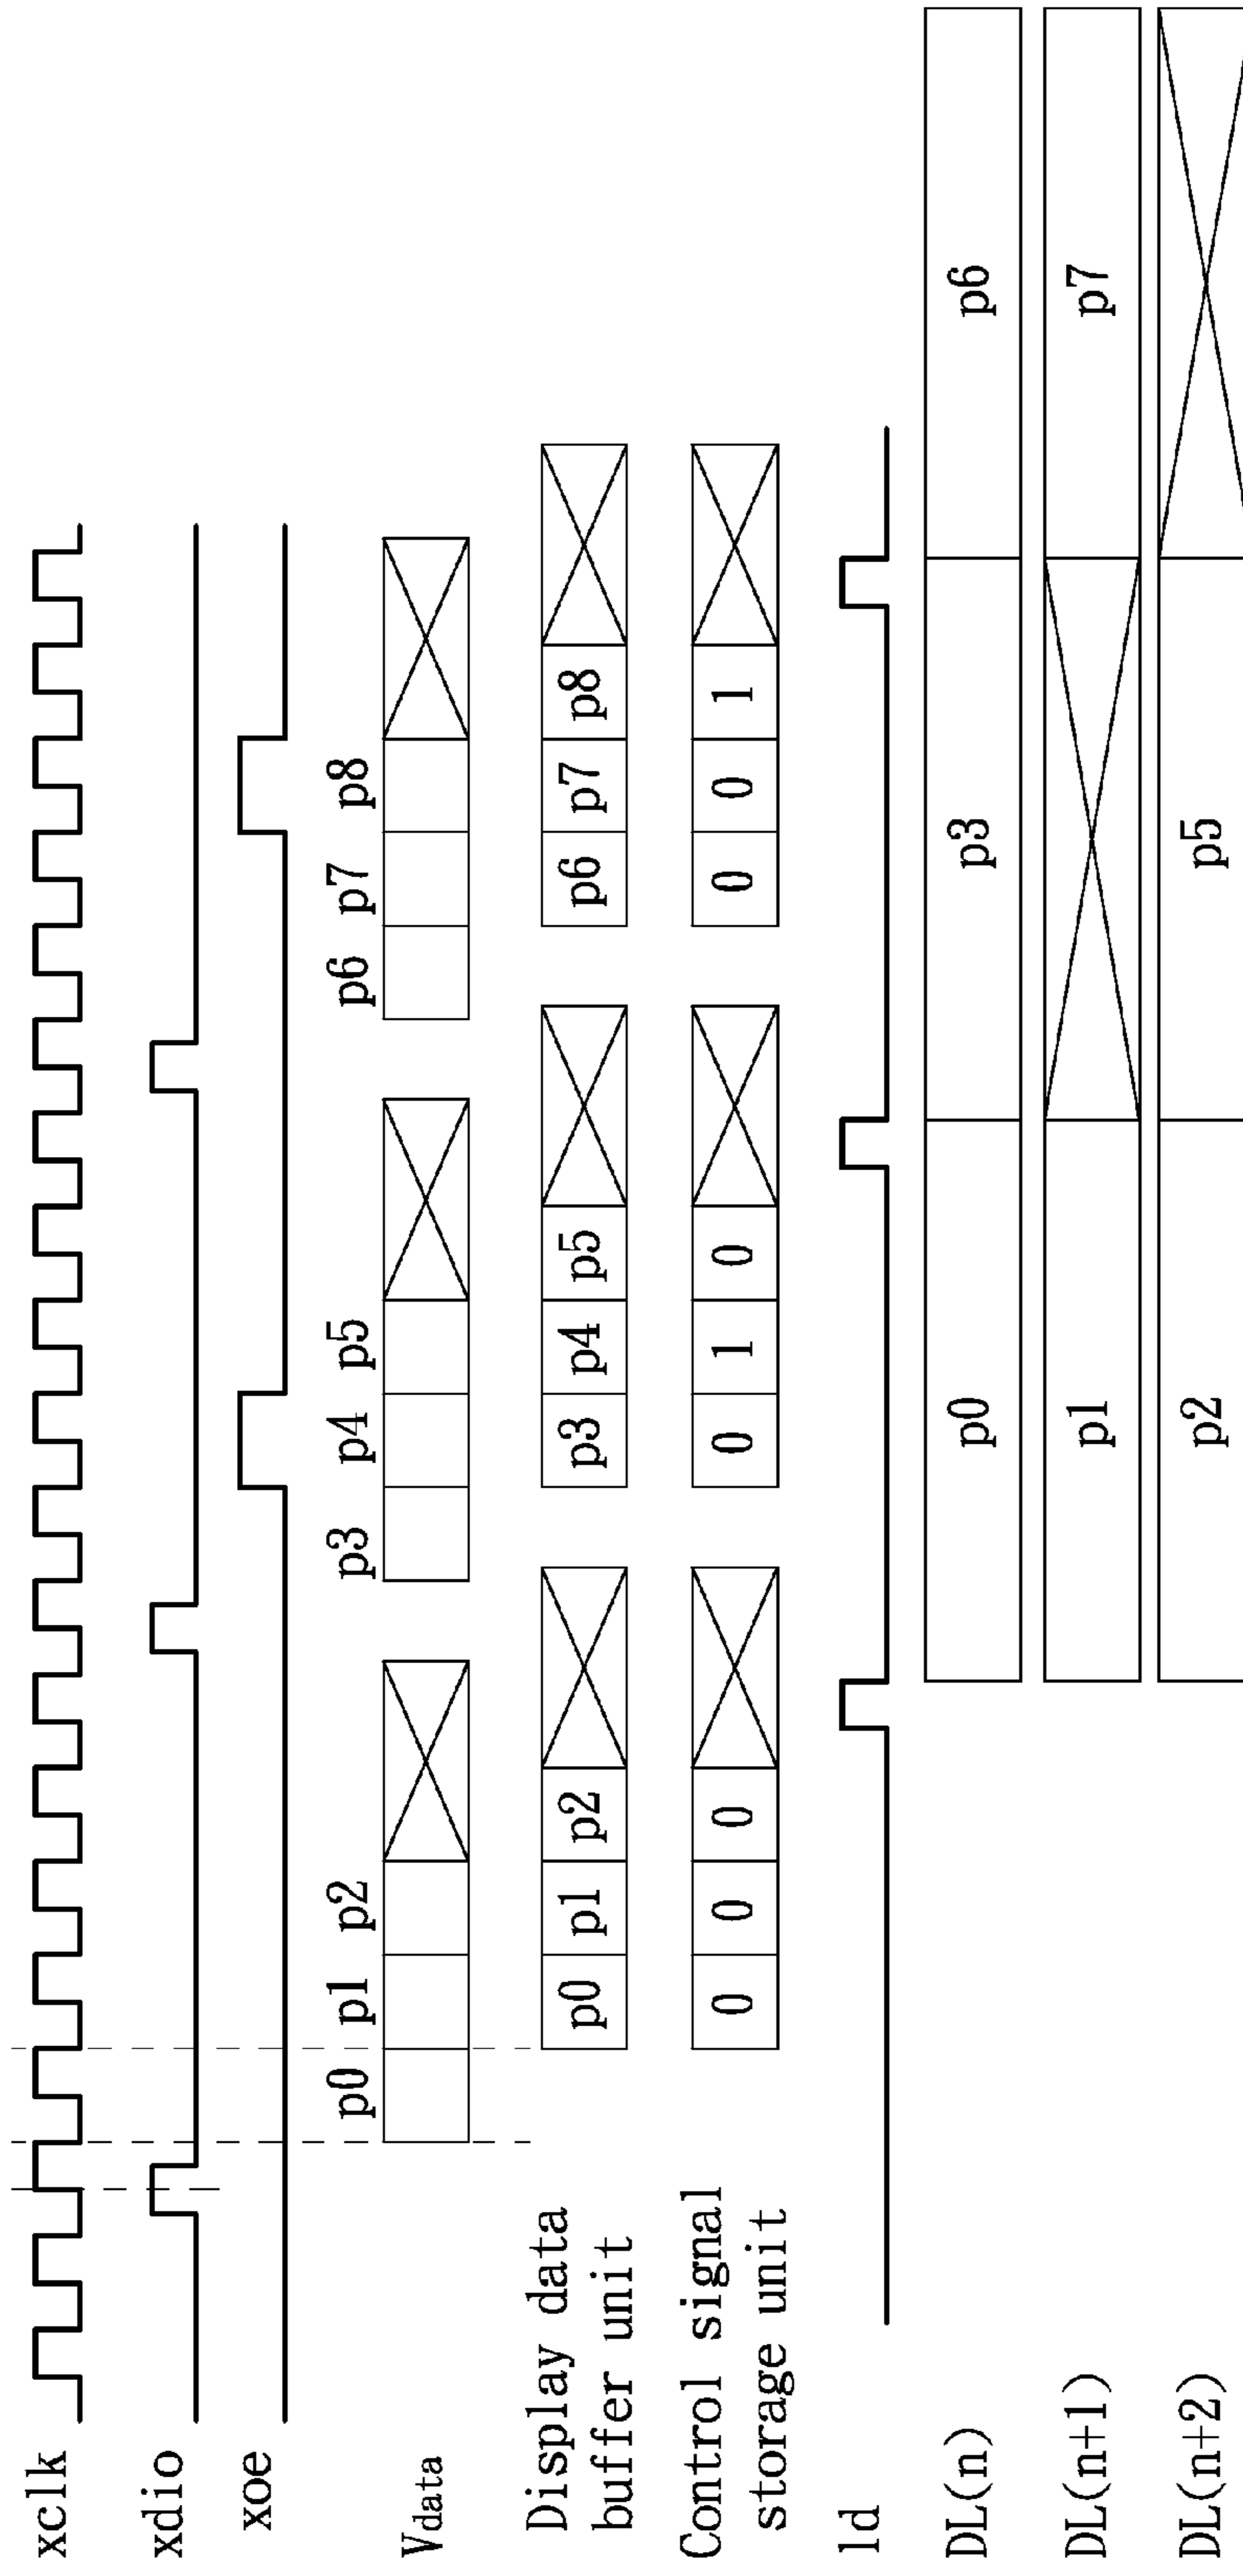 xclk
xdio
xoe
p0 p1 p2 p3 p4 p5 p6 p7 p8
Vdata
Display data
buffer unit
p0 p1 p2 p3 p4 p5 p6 p7 p8
Control signal
storage unit
0 0 0 0 1 0 0 0 1
ld
DL(n) p0 p3 p6
DL(n+1) p1 p7
DL(n+2) p2 p5